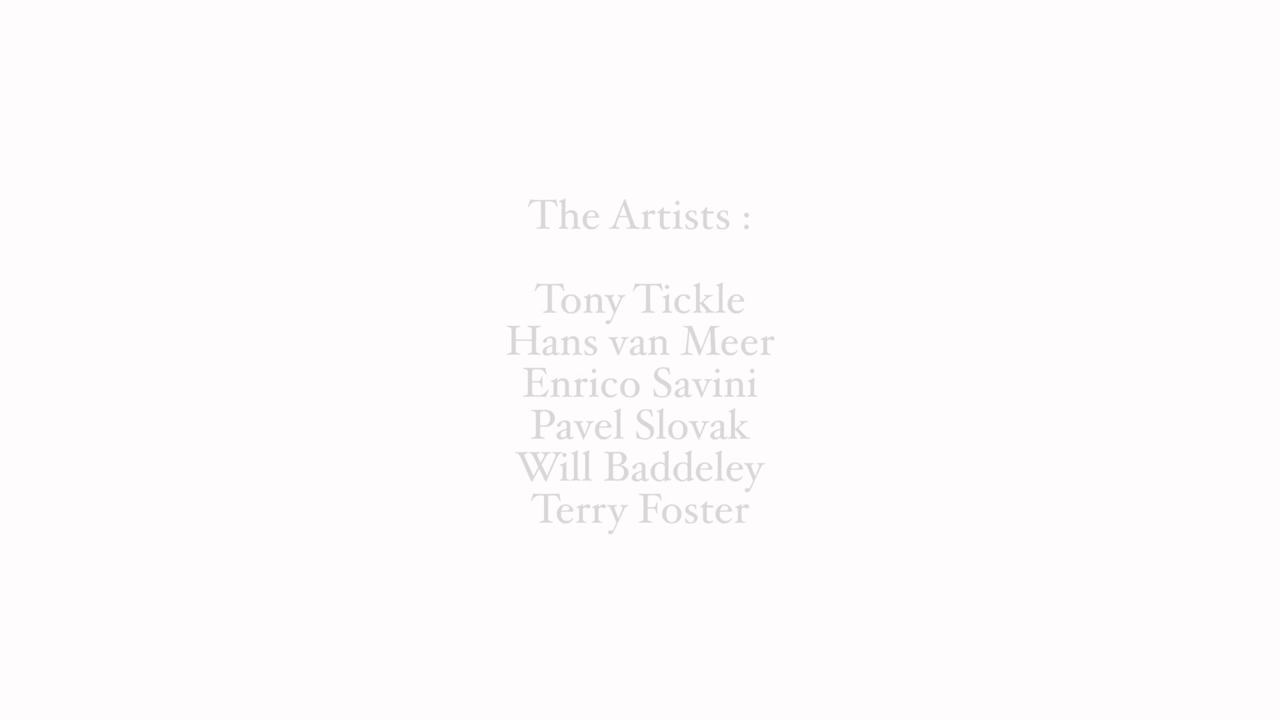 The Artists :
Tony Tickle
Hans van Meer
Enrico Savini
Pavel Slovak
Will Baddeley
Terry Foster